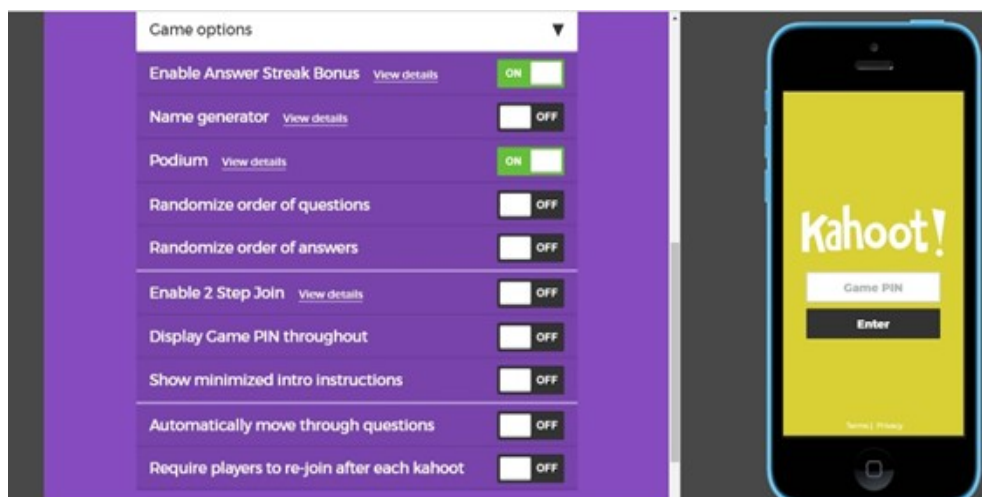 Game options
Enable Answer Streak Bonus View details ON
Name generator View details OFF
Podium View details ON
Randomize order of questions OFF
Randomize order of answers OFF
Enable 2 Step Join View details OFF
Display Game PIN throughout OFF
Show minimized intro instructions OFF
Automatically move through questions OFF
Require players to re-join after each kahoot OFF
Kahoot!
Game PIN
Enter
Terms | Privacy